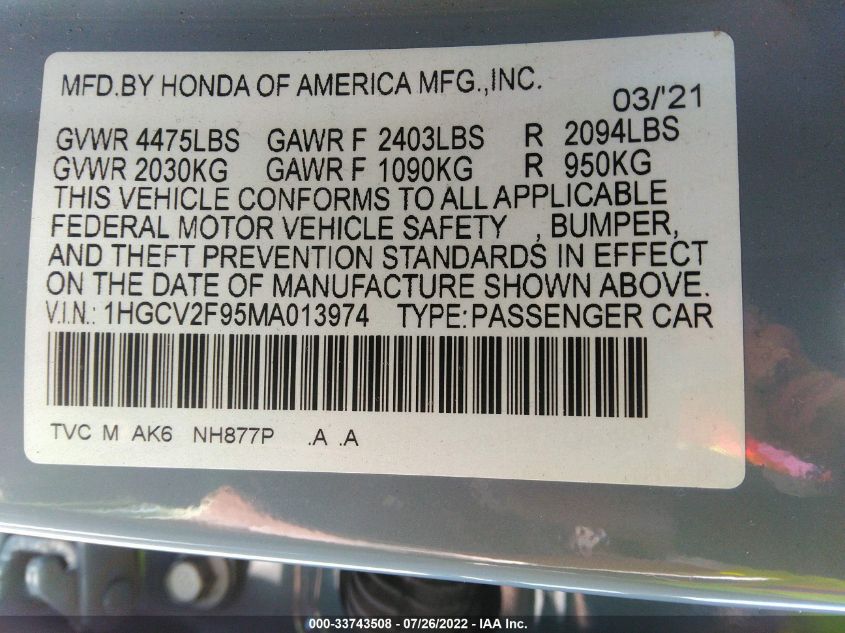 MFD.BY HONDA OF AMERICA MFG.,INC. 03/'21
GVWR 4475LBS GAWR F 2403LBS R 2094LBS
GVWR 2030KG GAWR F 1090KG R 950KG
THIS VEHICLE CONFORMS TO ALL APPLICABLE
FEDERAL MOTOR VEHICLE SAFETY , BUMPER,
AND THEFT PREVENTION STANDARDS IN EFFECT
ON THE DATE OF MANUFACTURE SHOWN ABOVE.
V.I.N.: 1HGCV2F95MA013974 TYPE:PASSENGER CAR
TVC M AK6 NH877P .A .A
000-33743508 - 07/26/2022 - IAA Inc.